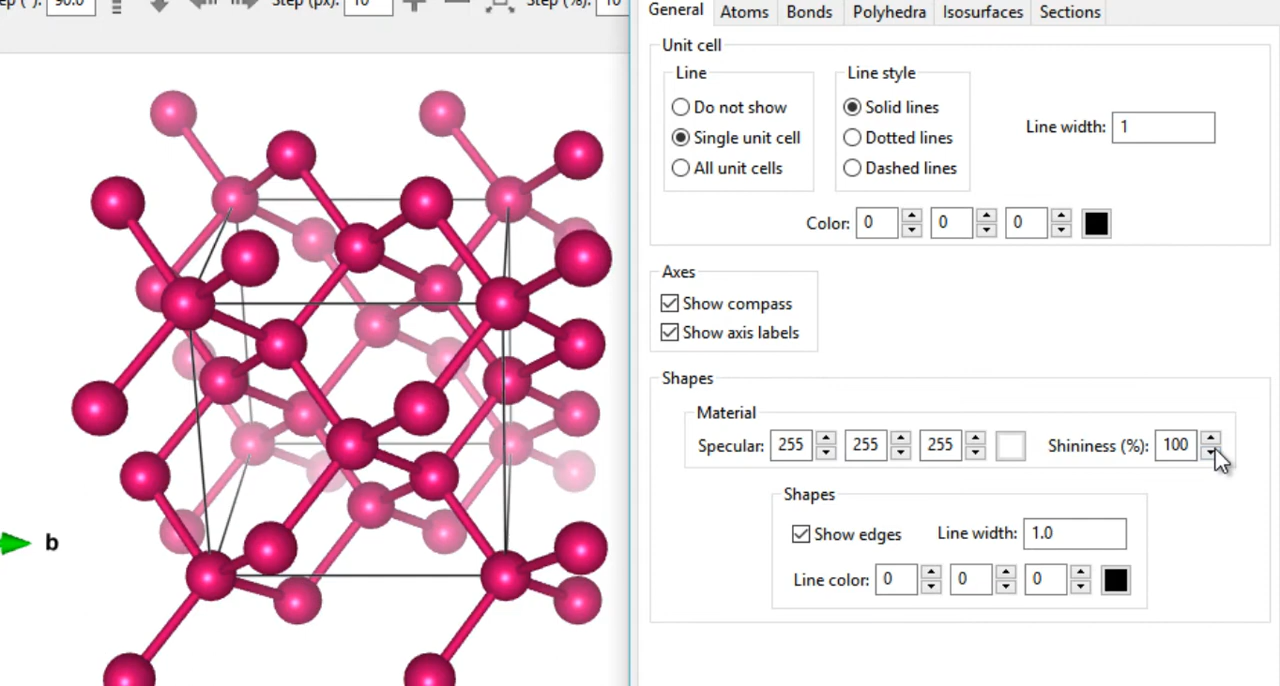 90.0 Step (px): 10 Step (%): 10
General Atoms Bonds Polyhedra Isosurfaces Sections
Unit cell
Line
Do not show
Single unit cell
All unit cells
Line style
Solid lines
Dotted lines
Dashed lines
Line width: 1
Color: 0 0 0
Axes
Show compass
Show axis labels
Shapes
Material
Specular: 255 255 255 Shininess (%): 100
Shapes
Show edges Line width: 1.0
Line color: 0 0 0
b